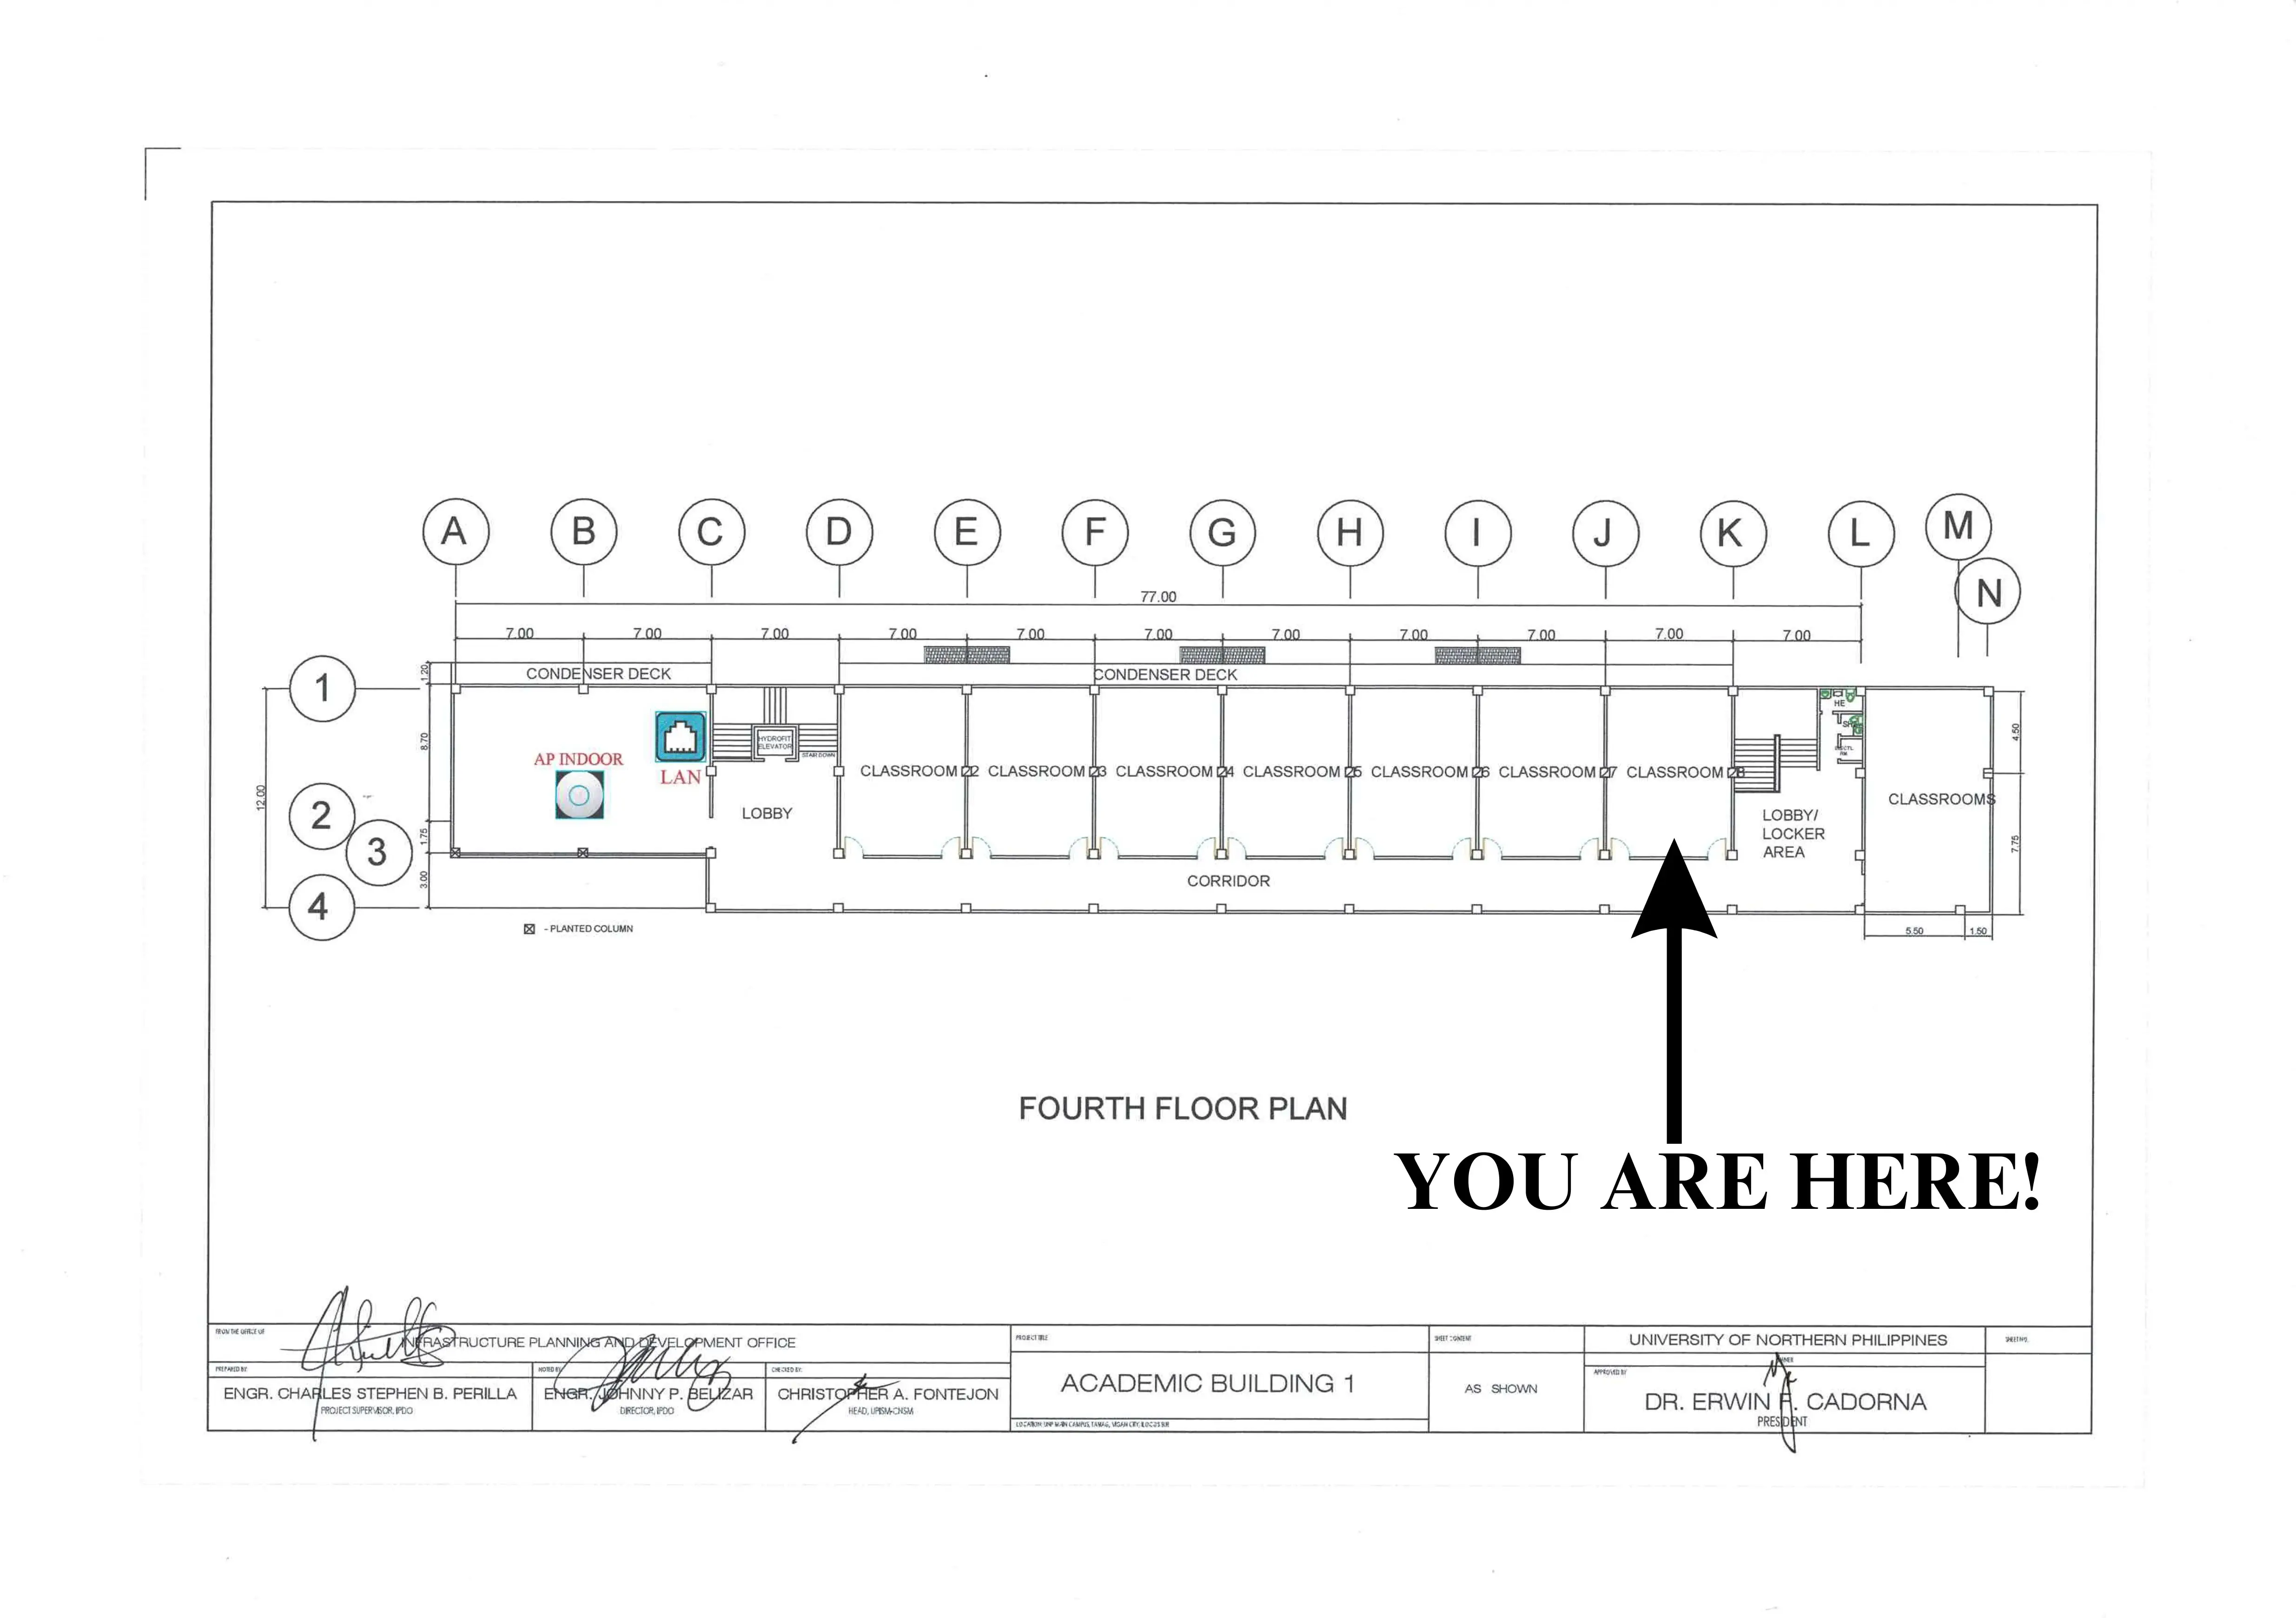 A B C D E F G H I J K L M
N
77.00
7.00 7.00 7.00 7.00 7.00 7.00 7.00 7.00 7.00 7.00 7.00
CONDENSER DECK
CONDENSER DECK
1
2
3
4
12.00
1.20
8.70
1.75
3.00
AP INDOOR
LAN
HYDROFIT
ELEVATOR
STAIR DOWN
LOBBY
CLASSROOM 22 CLASSROOM 23 CLASSROOM 24 CLASSROOM 25 CLASSROOM 26 CLASSROOM 27 CLASSROOM 28
HE
LOBBY/
LOCKER
AREA
CLASSROOMS
4.50
7.75
CORRIDOR
5.50 1.50
- PLANTED COLUMN
FOURTH FLOOR PLAN
YOU ARE HERE!
FROM THE OFFICE OF
INFRASTRUCTURE PLANNING AND DEVELOPMENT OFFICE
PREPARED BY:
ENGR. CHARLES STEPHEN B. PERILLA
PROJECT SUPERVISOR, IPDO
NOTED BY:
ENGR. JOHNNY P. BELIZAR
DIRECTOR, IPDO
CHECKED BY:
CHRISTOPHER A. FONTEJON
HEAD, UPISM-CNSM
PROJECT TITLE
ACADEMIC BUILDING 1
LOCATION: UNP MAIN CAMPUS, TAMAG, VIGAN CITY, ILOCOS SUR
SHEET CONTENT
AS SHOWN
UNIVERSITY OF NORTHERN PHILIPPINES
OWNER
APPROVED BY
DR. ERWIN F. CADORNA
PRESIDENT
SHEET NO.